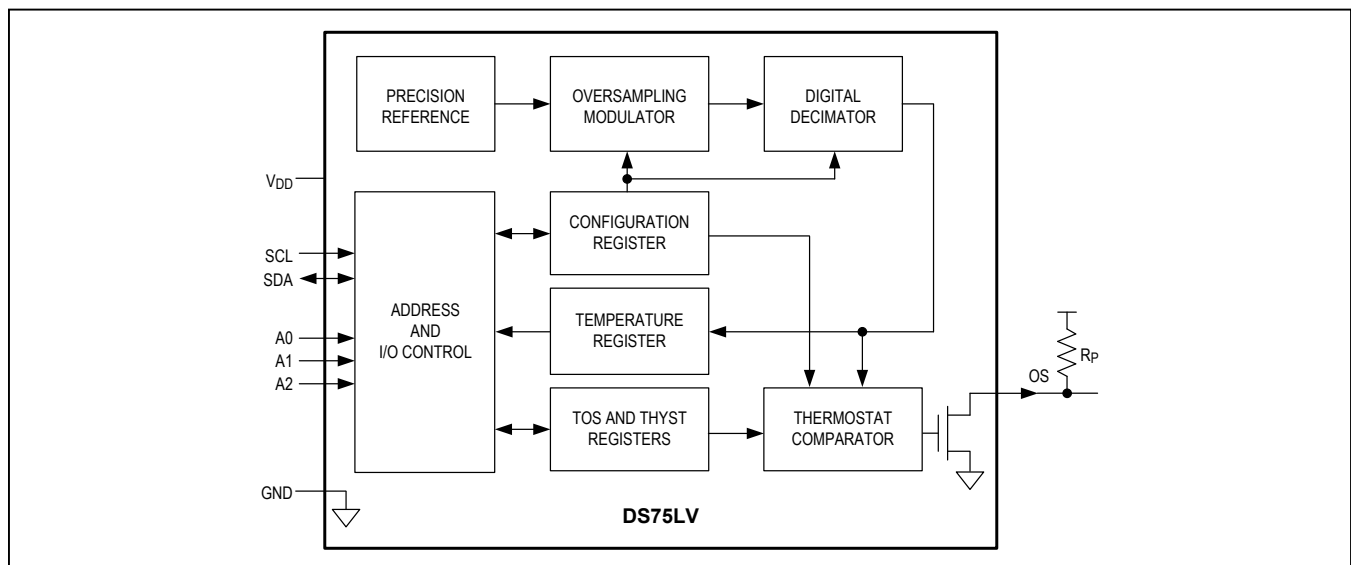 PRECISION
REFERENCE
OVERSAMPLING
MODULATOR
DIGITAL
DECIMATOR
VDD
SCL
SDA
A0
A1
A2
GND
ADDRESS
AND
I/O CONTROL
CONFIGURATION
REGISTER
TEMPERATURE
REGISTER
TOS AND THYST
REGISTERS
THERMOSTAT
COMPARATOR
OS
RP
DS75LV